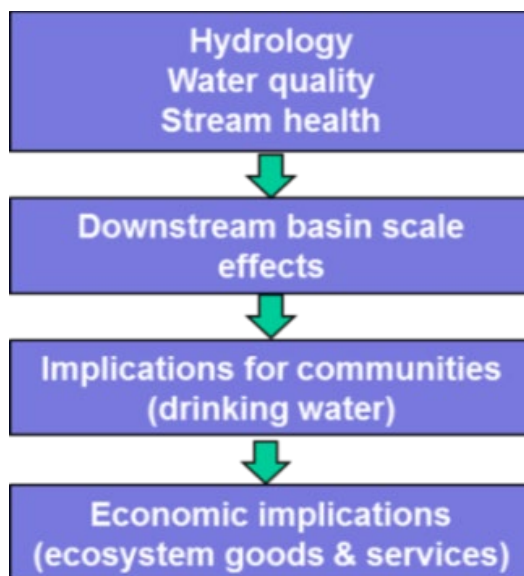 Hydrology
Water quality
Stream health
Downstream basin scale
effects
Implications for communities
(drinking water)
Economic implications
(ecosystem goods & services)